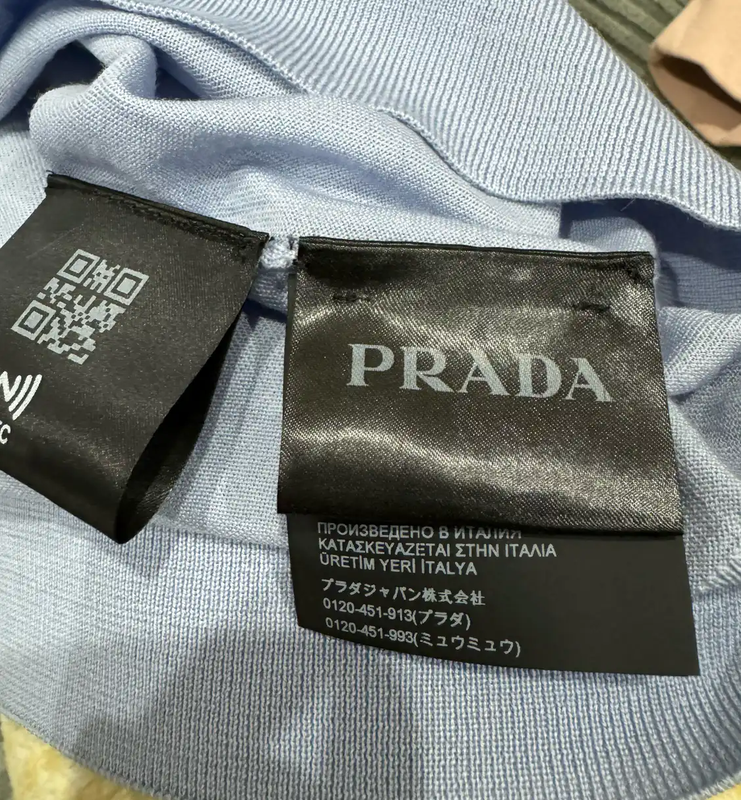 PRADA
ПРОИЗВЕДЕНО В ИТАЛИЯ
ΚΑΤΑΣΚΕΥΑΖΕΤΑΙ ΣΤΗΝ ΙΤΑΛΙΑ
ÜRETİM YERİ İTALYA
プラダジャパン株式会社
0120-451-913(プラダ)
0120-451-993(ミュウミュウ)